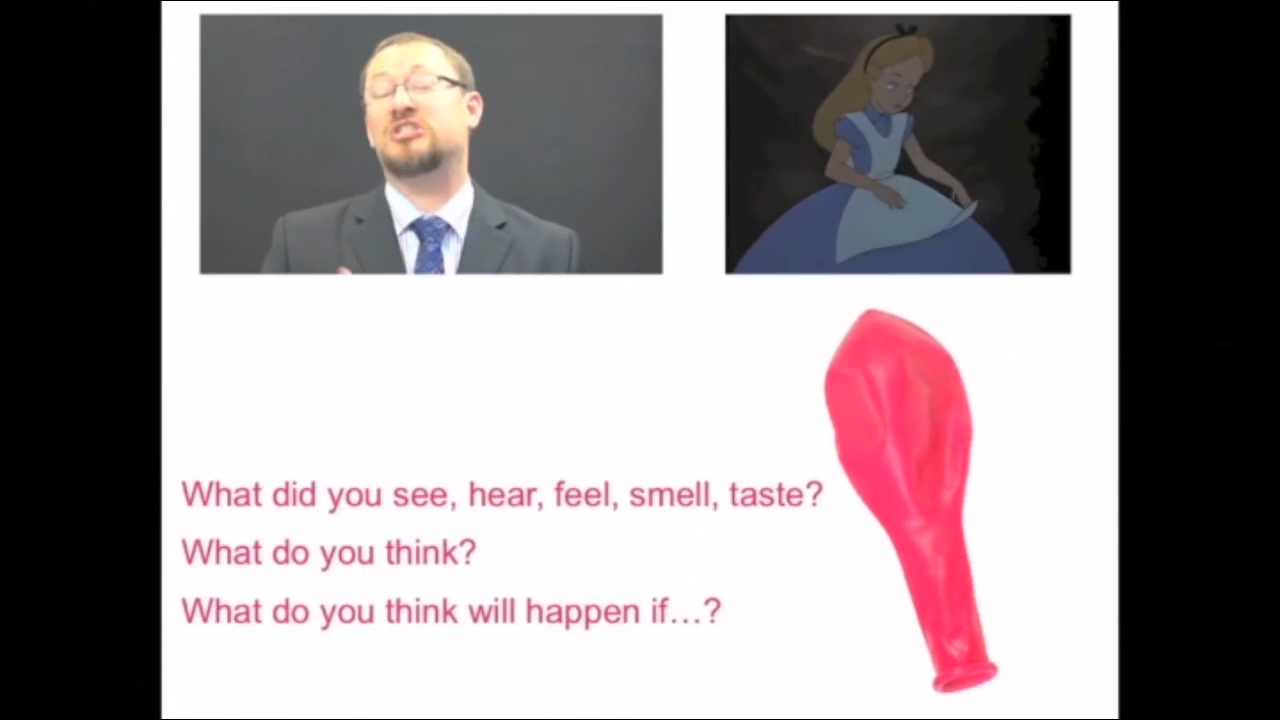 What did you see, hear, feel, smell, taste?
What do you think?
What do you think will happen if…?